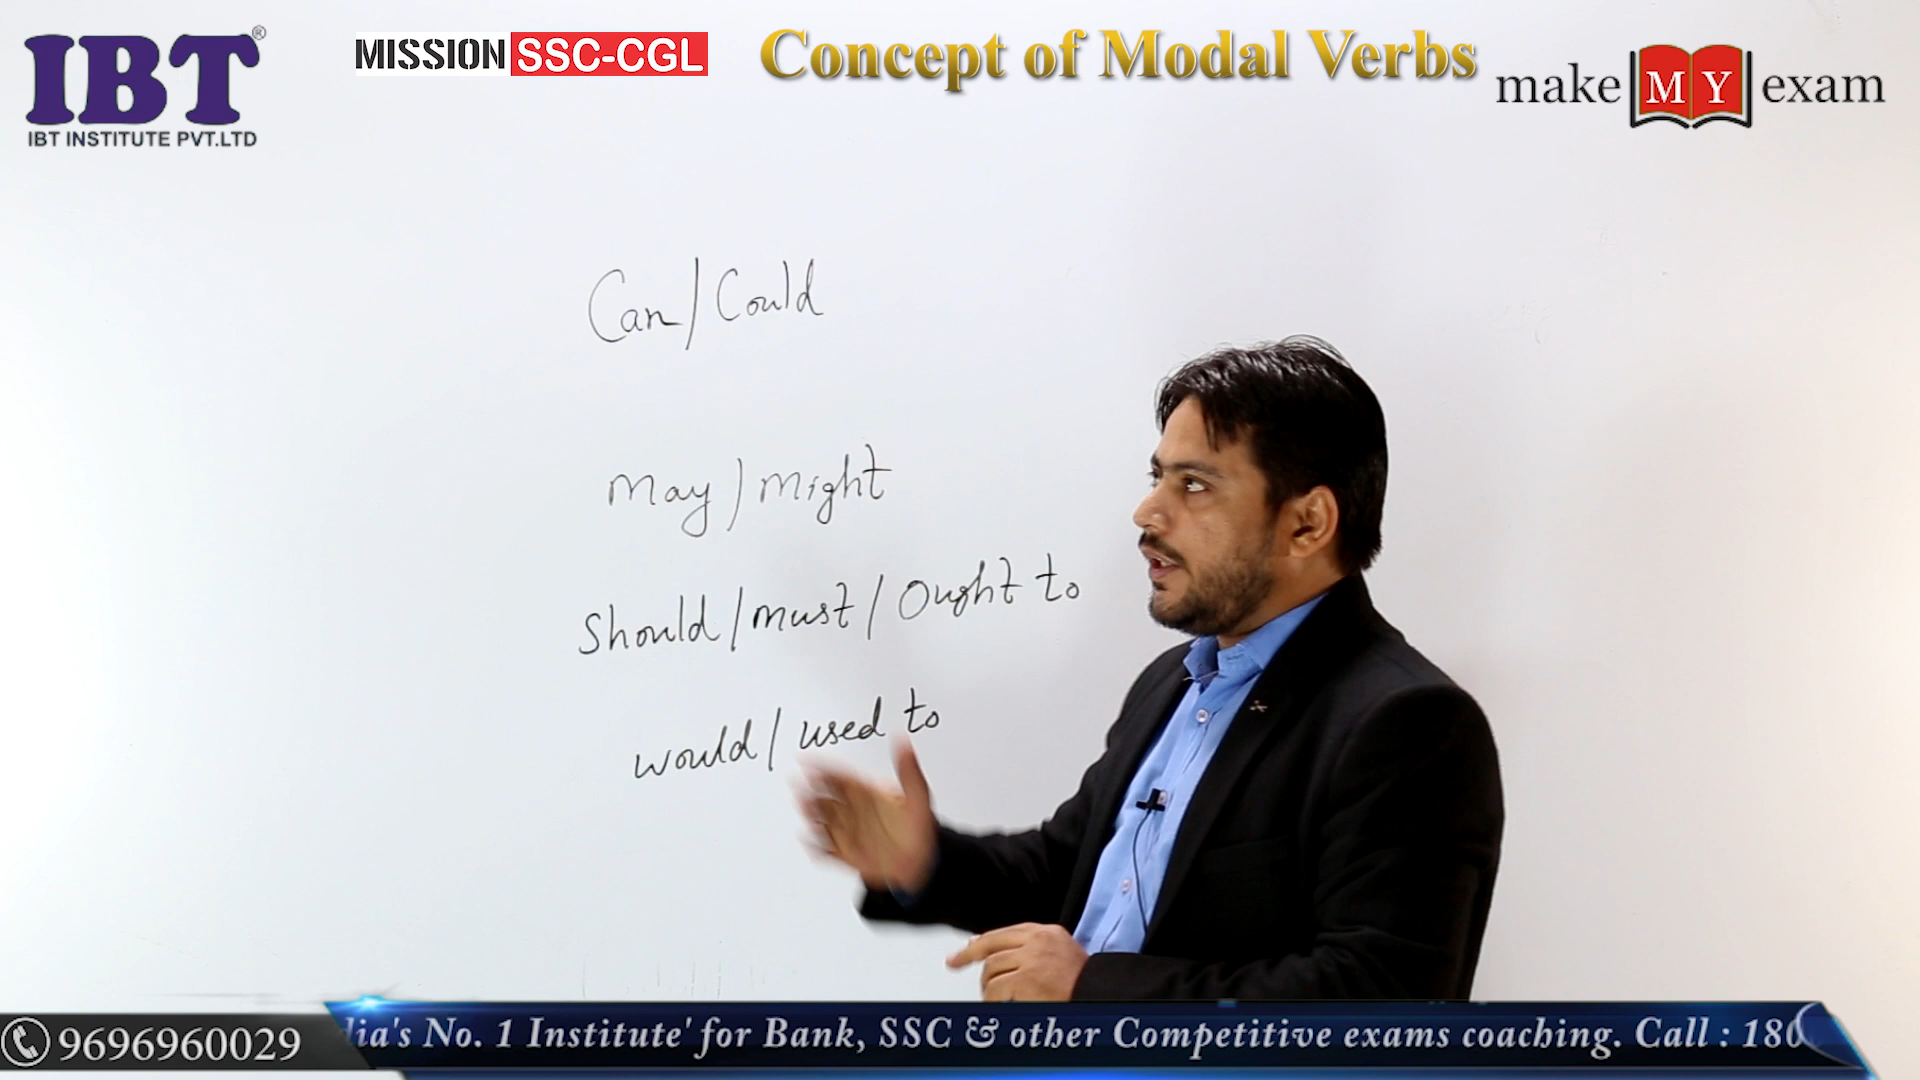 IBT®
IBT INSTITUTE PVT.LTD
MISSION SSC-CGL
Concept of Modal Verbs
make MY exam
Can/Could
May/Might
Should/must/Ought to
would/used to
9696960029
dia's No. 1 Institute' for Bank, SSC & other Competitive exams coaching. Call : 180